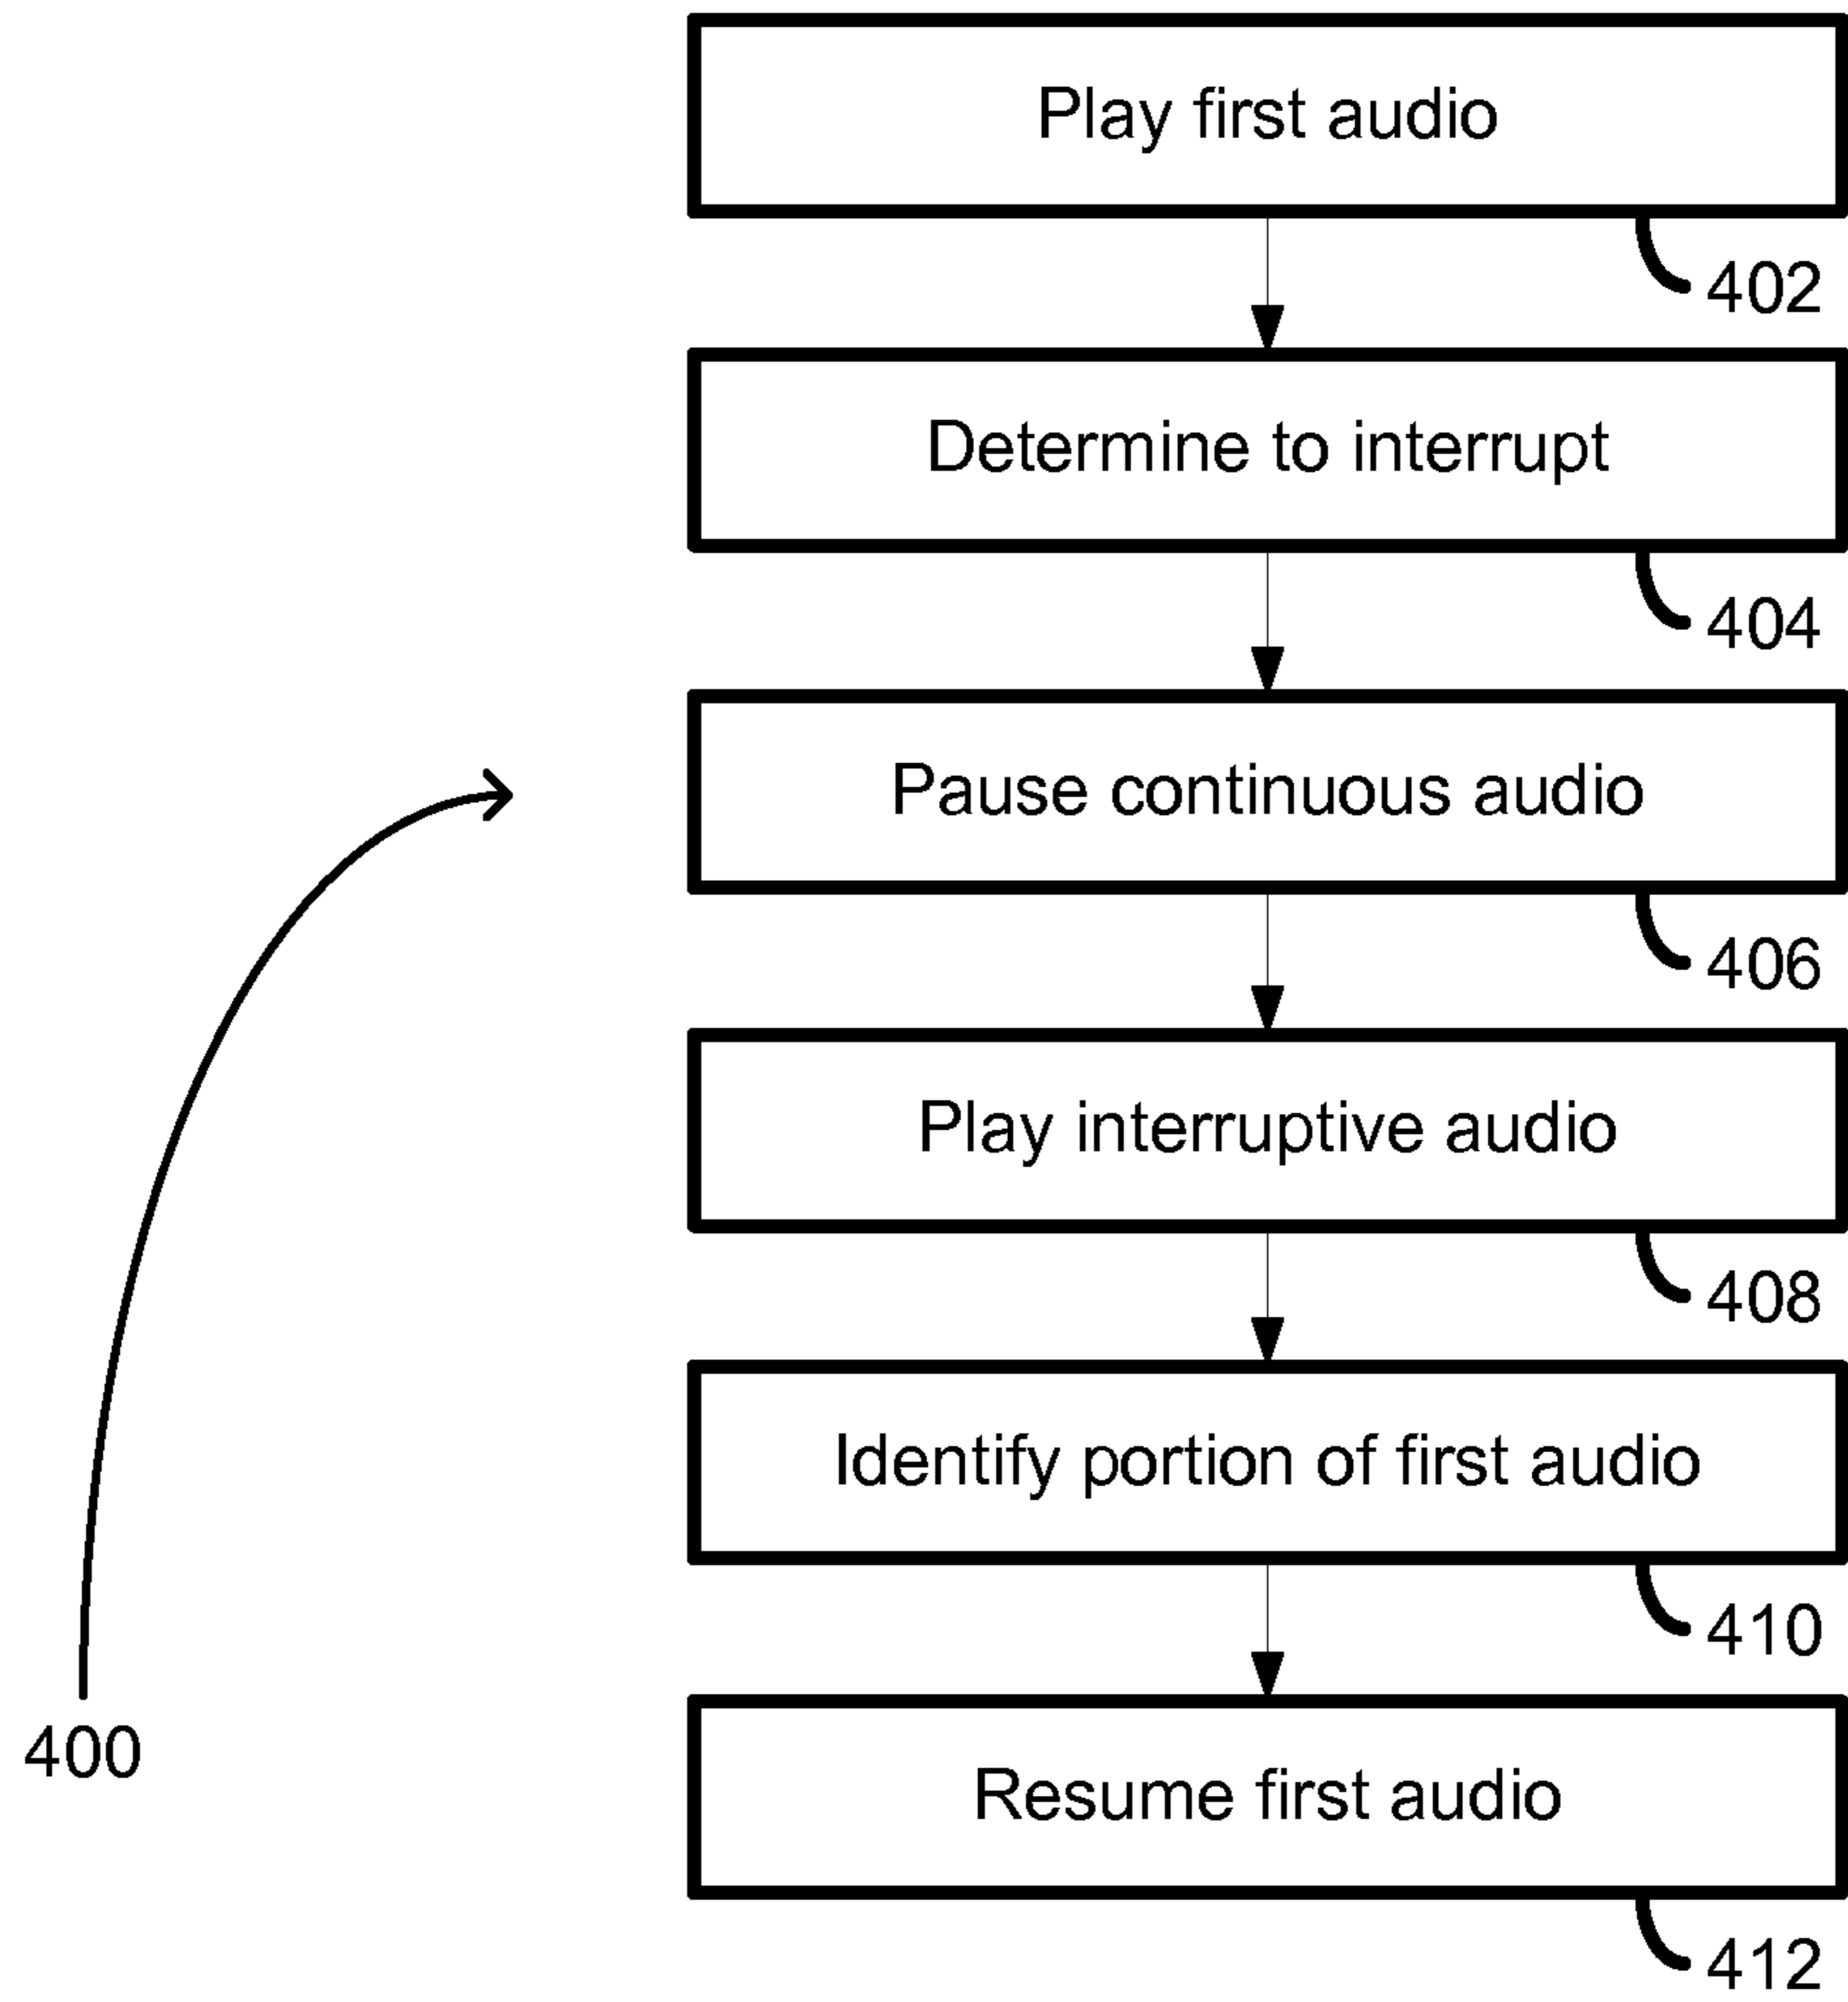 Play first audio
402
Determine to interrupt
404
Pause continuous audio
406
Play interruptive audio
408
Identify portion of first audio
410
400
Resume first audio
412